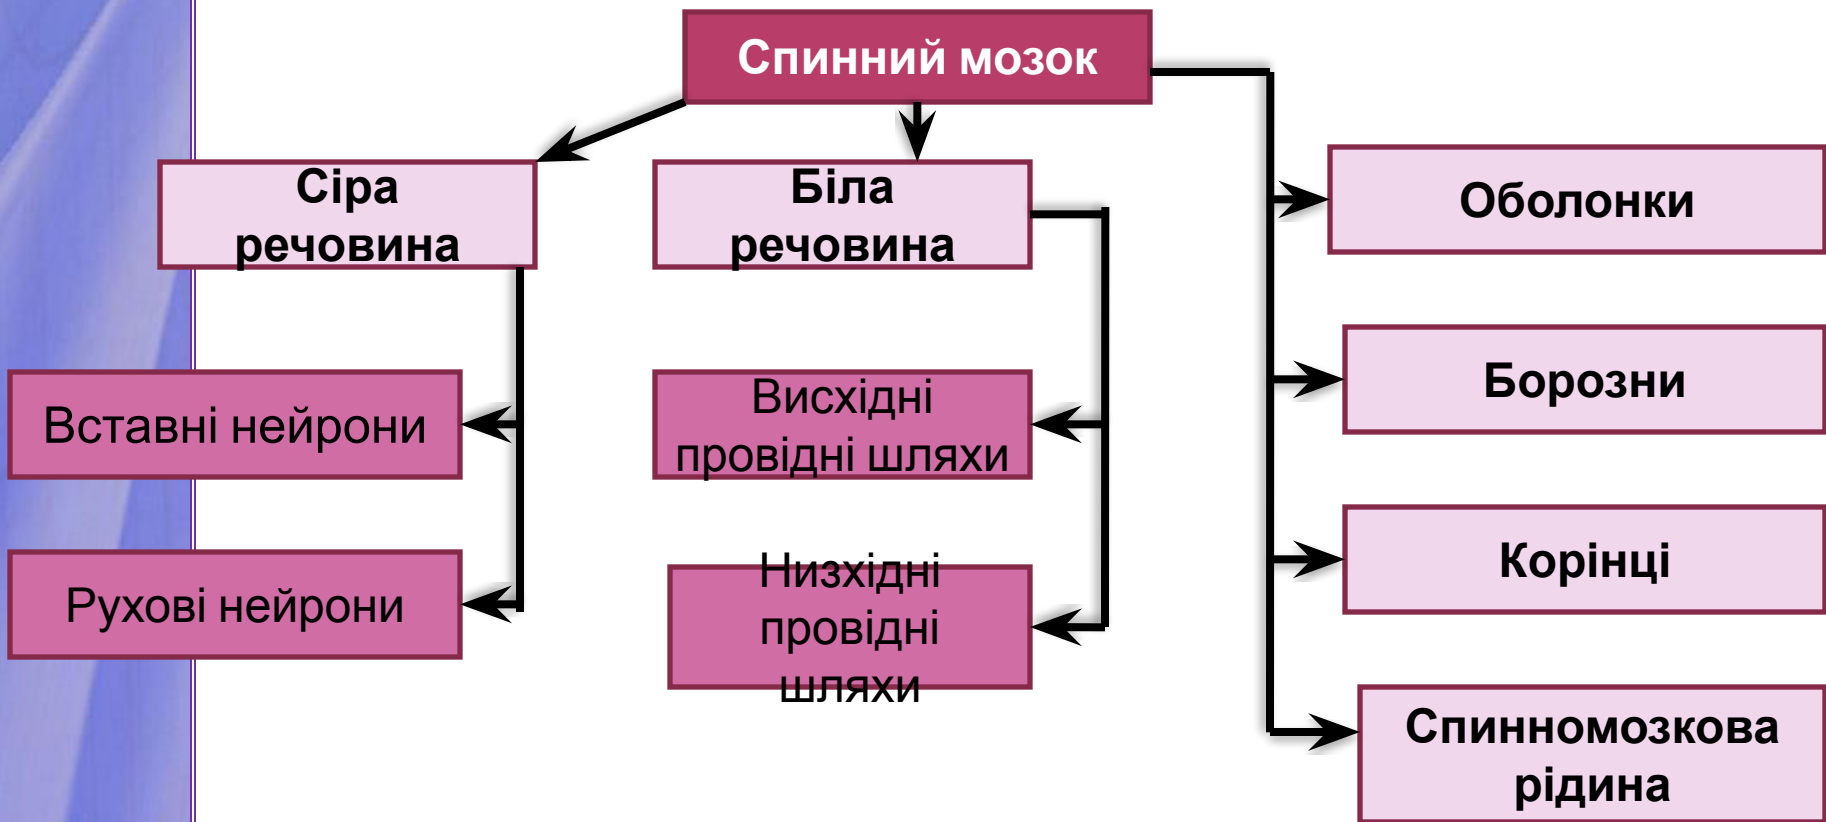 Спинний мозок
Сіра
речовина
Біла
речовина
Оболонки
Вставні нейрони
Висхідні
провідні шляхи
Борозни
Рухові нейрони
Низхідні
провідні
шляхи
Корінці
Спинномозкова
рідина